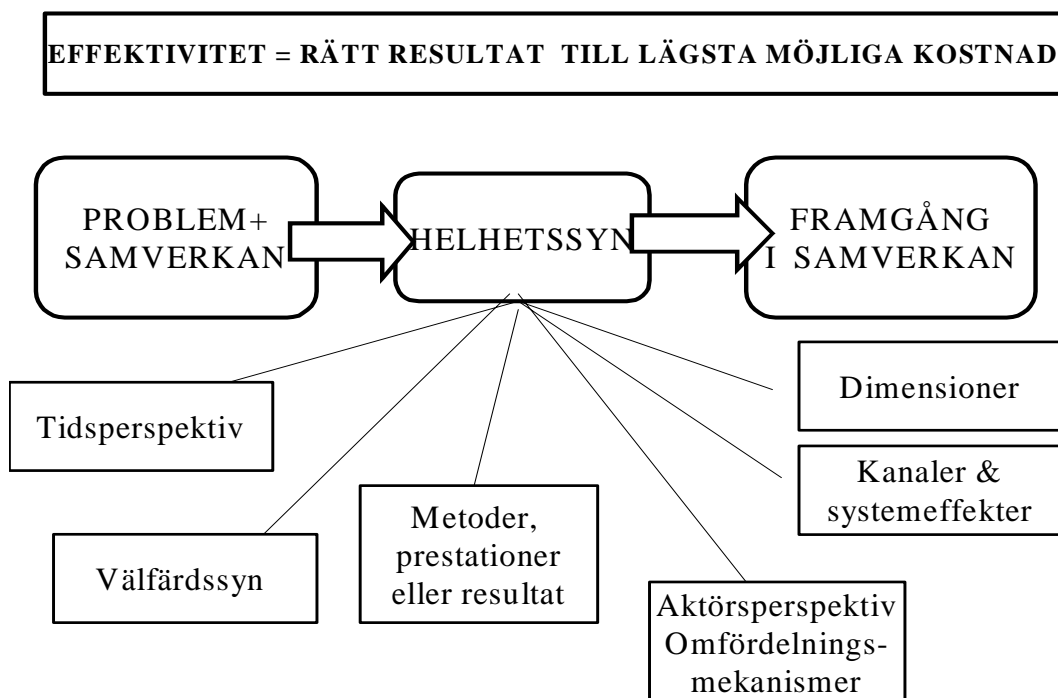 EFFEKTIVITET = RÄTT RESULTAT TILL LÄGSTA MÖJLIGA KOSTNAD
PROBLEM+
SAMVERKAN
HELHETSSYN
FRAMGÅNG
I SAMVERKAN
Tidsperspektiv
Välfärdssyn
Metoder,
prestationer
eller resultat
Aktörsperspektiv
Omfördelnings-
mekanismer
Dimensioner
Kanaler &
systemeffekter